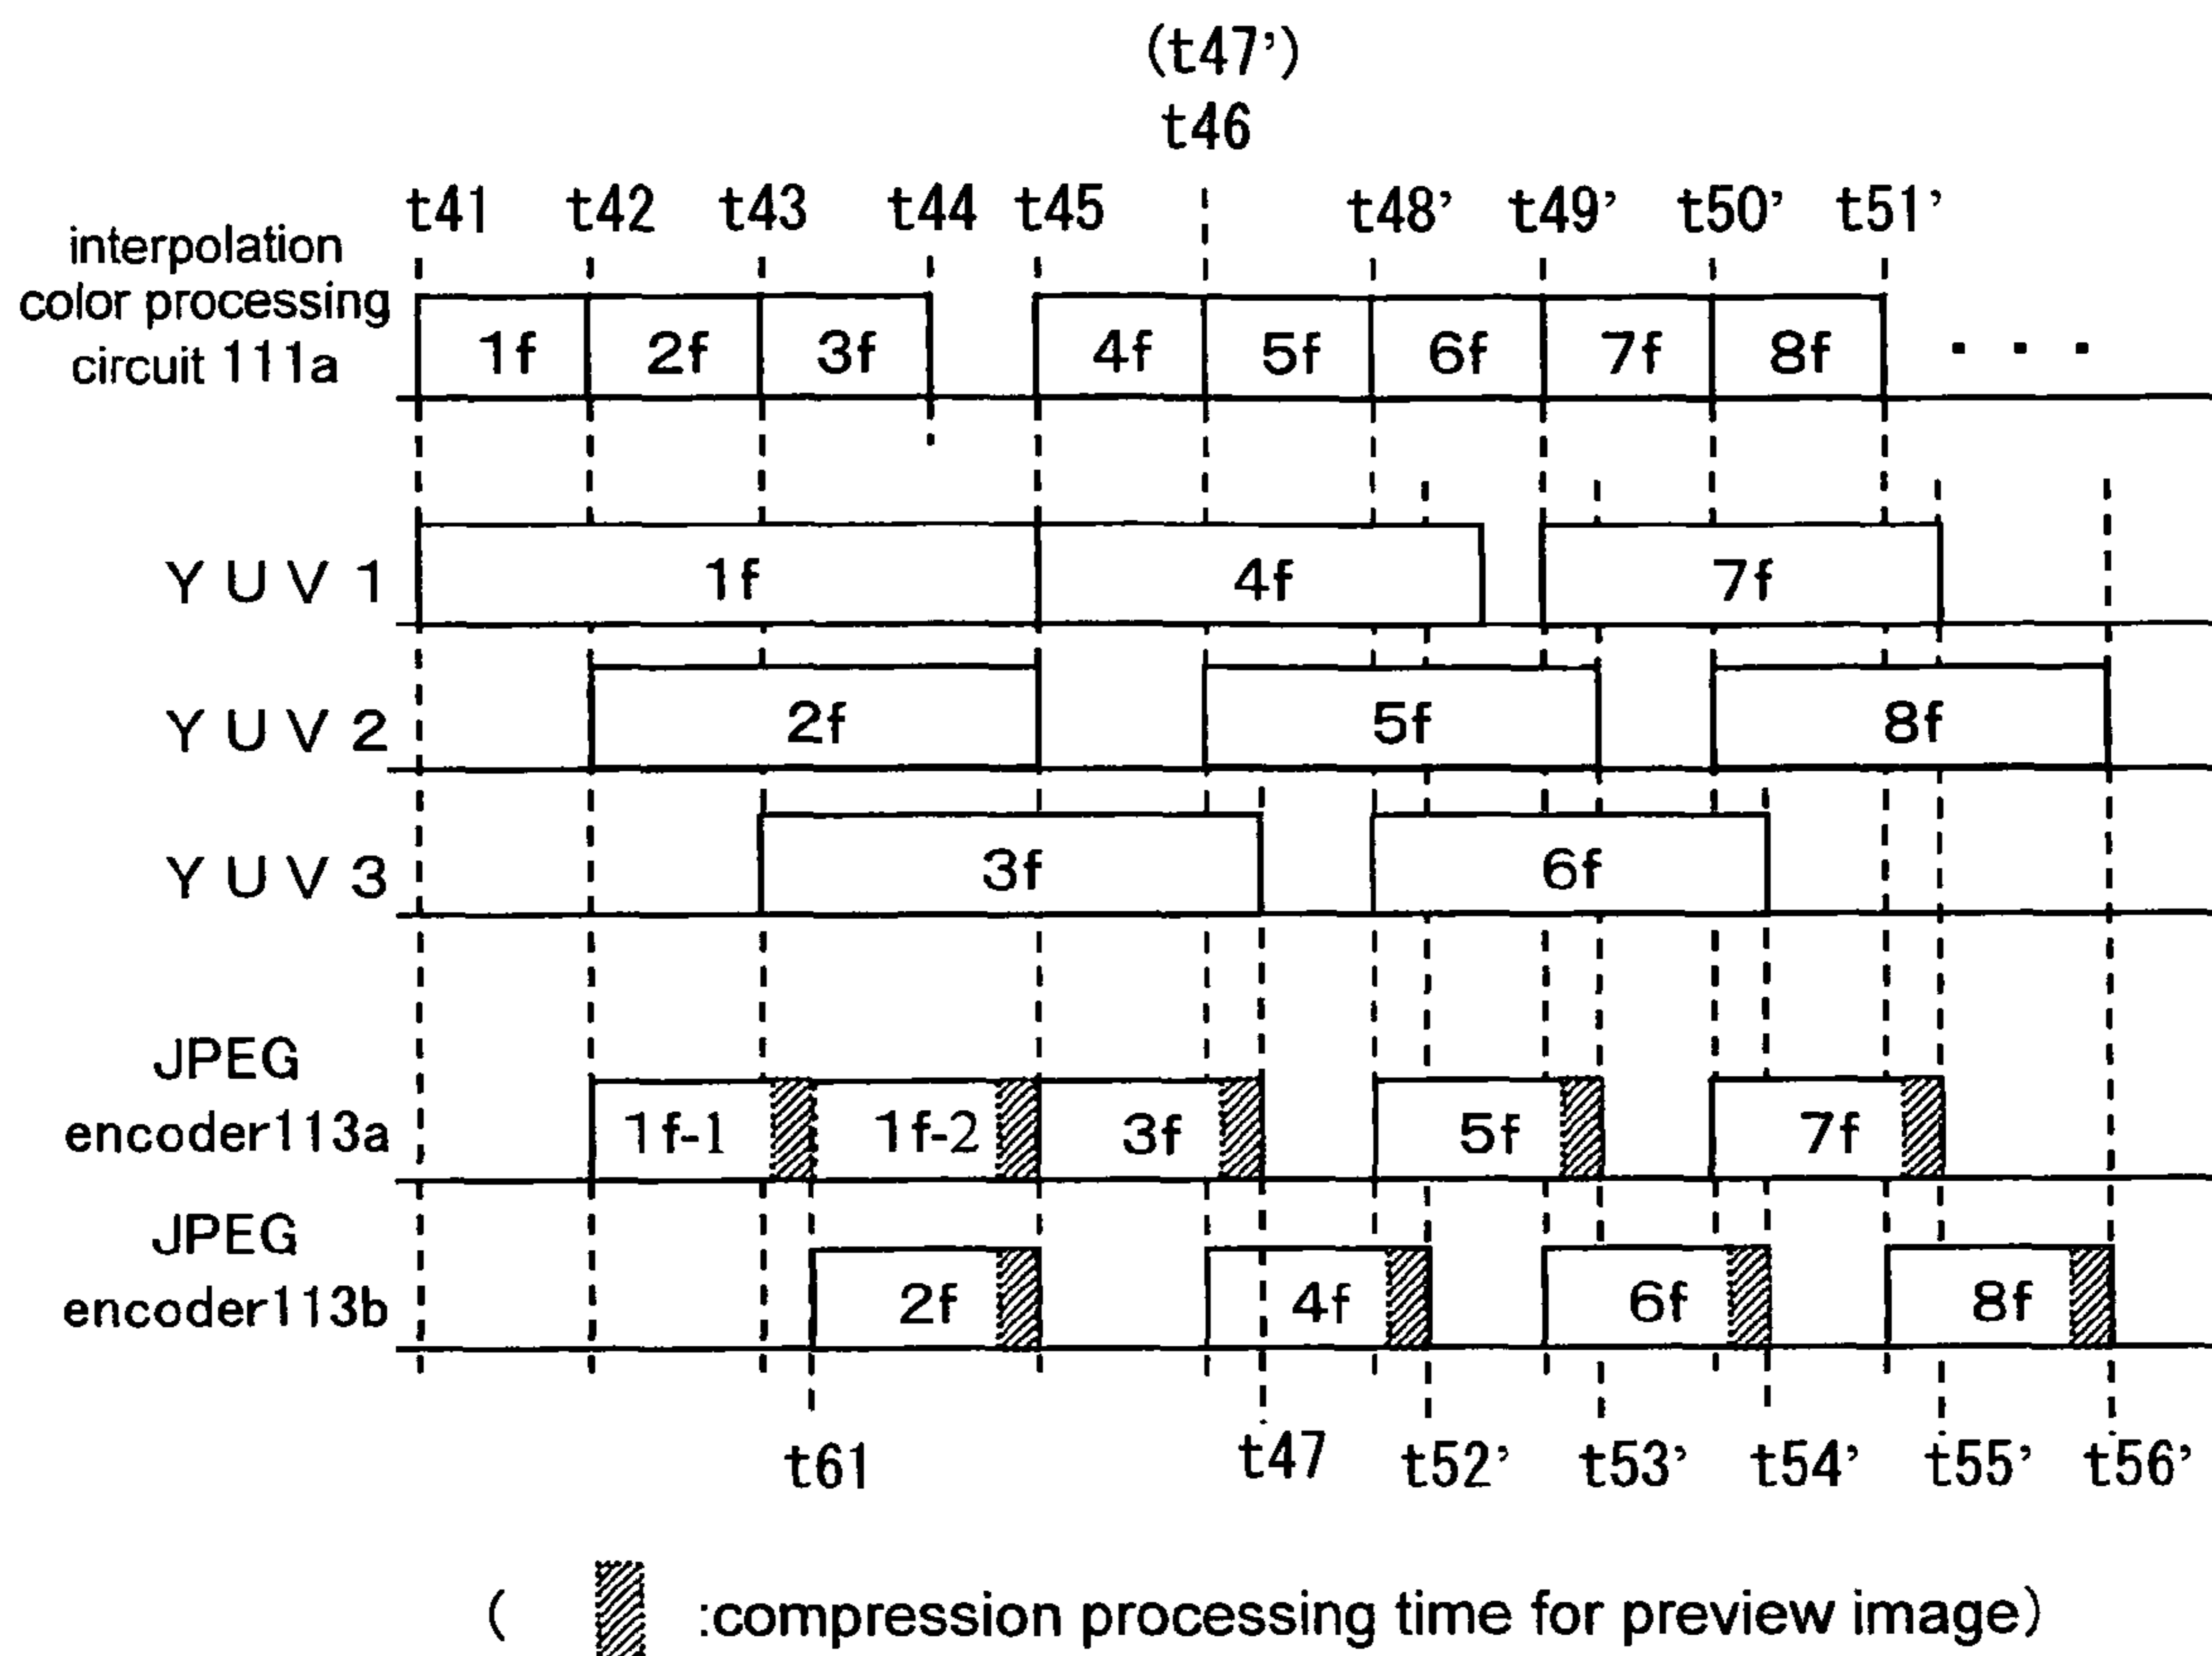 (t47’)
t46
t41 t42 t43 t44 t45 t48’ t49’ t50’ t51’
interpolation
color processing
circuit 111a
1f 2f 3f 4f 5f 6f 7f 8f ・・・
YUV1 1f 4f 7f
YUV2 2f 5f 8f
YUV3 3f 6f
JPEG
encoder113a 1f-1 1f-2 3f 5f 7f
JPEG
encoder113b 2f 4f 6f 8f
t61 t47 t52’ t53’ t54’ t55’ t56’
( :compression processing time for preview image)